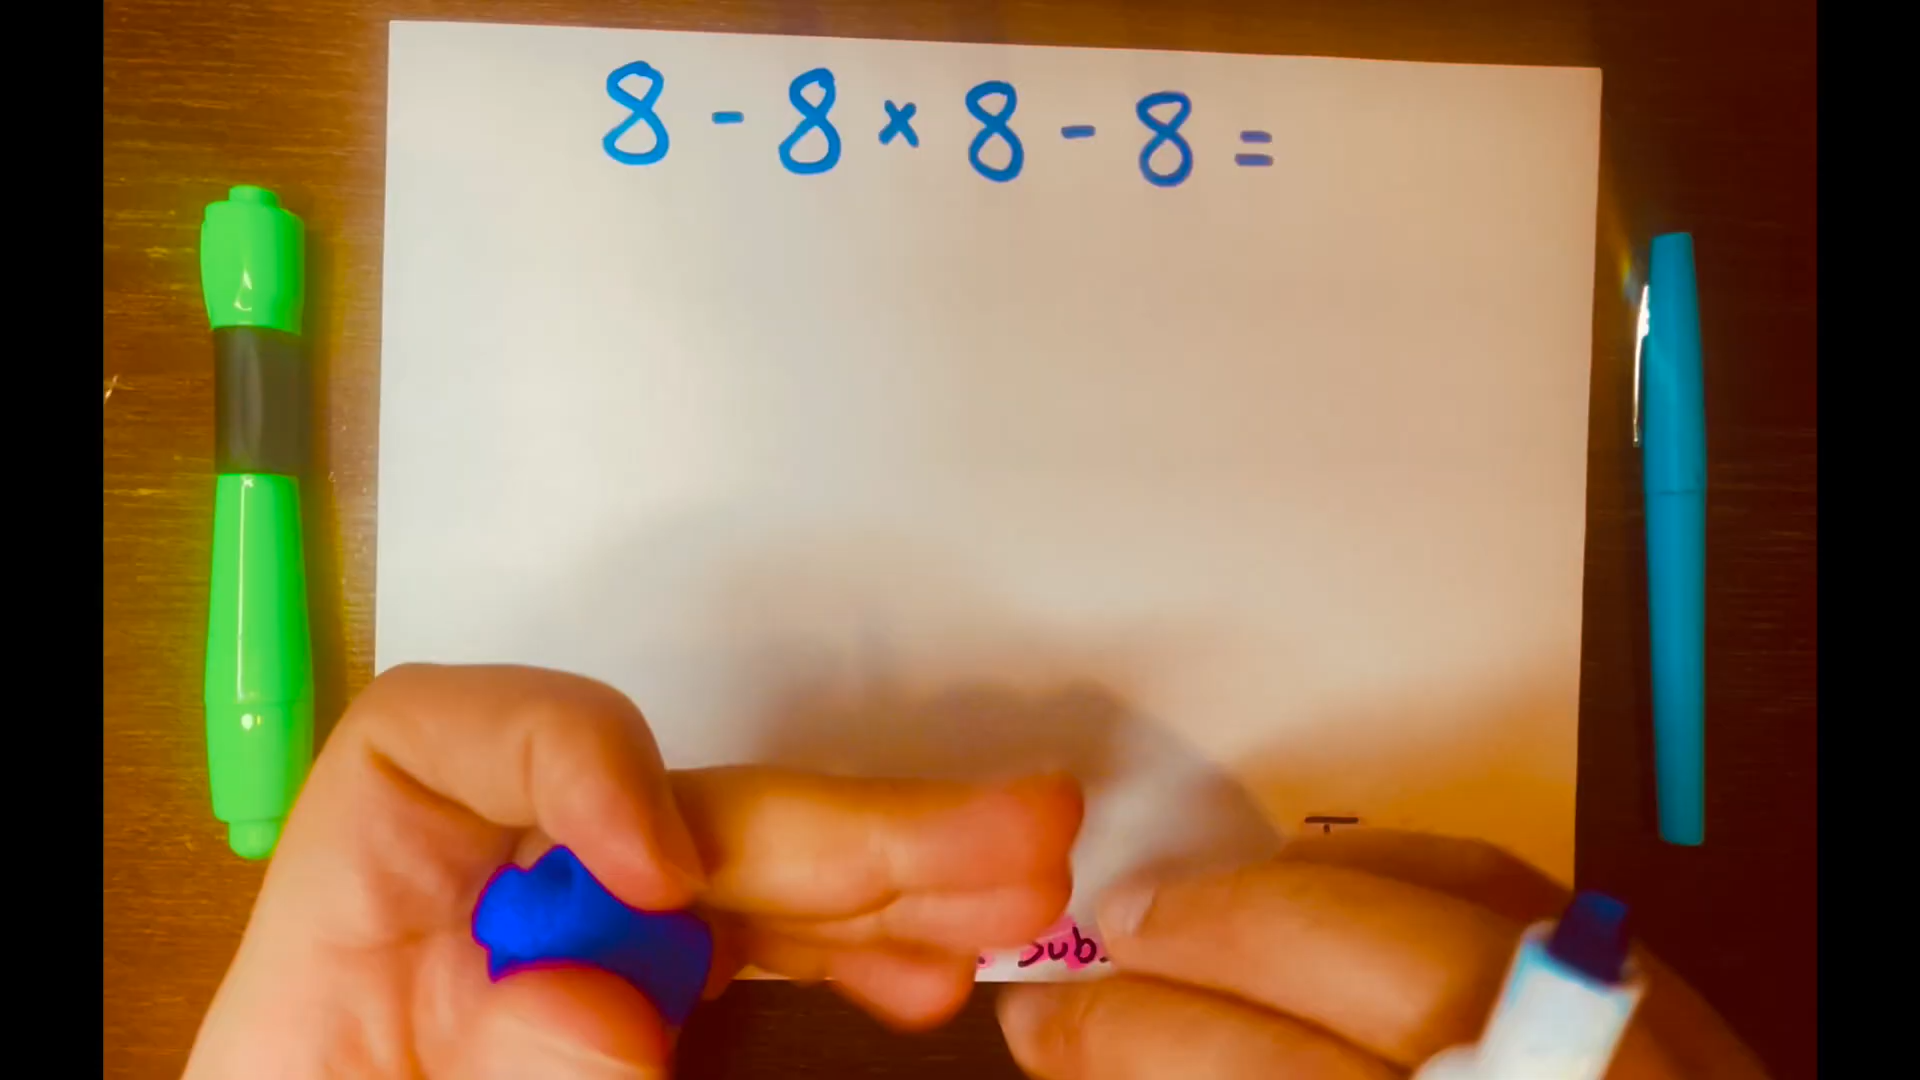 8 - 8 × 8 - 8 =
Sub.